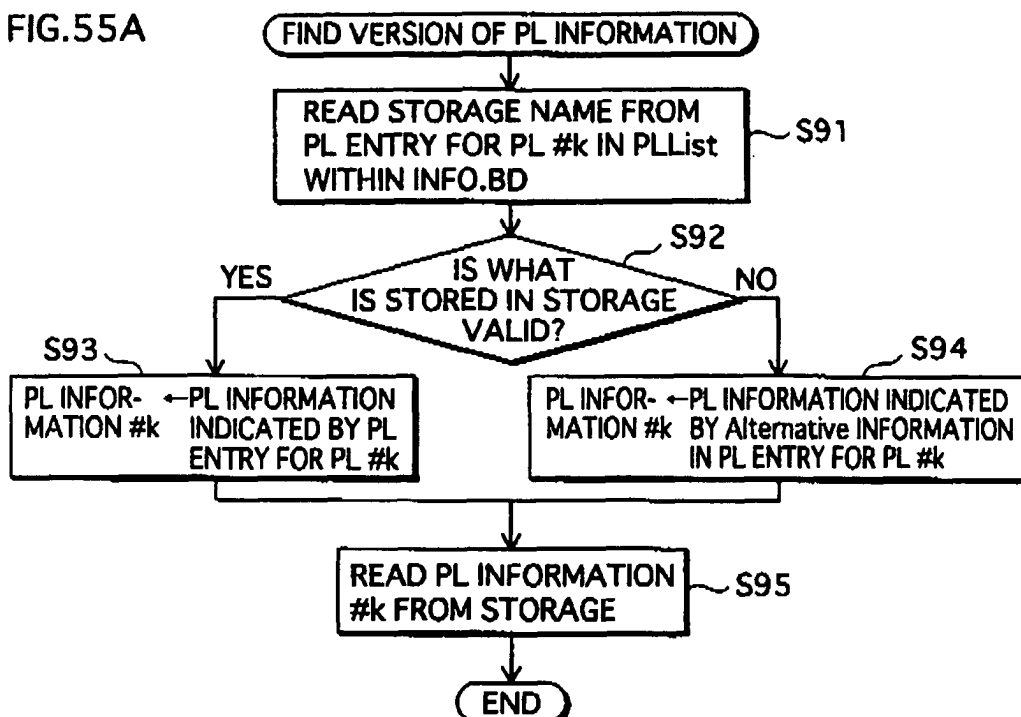 FIG.55A
FIND VERSION OF PL INFORMATION
READ STORAGE NAME FROM
PL ENTRY FOR PL #k IN PLList
WITHIN INFO.BD
S91
S92
IS WHAT
IS STORED IN STORAGE
VALID?
YES
NO
S93
PL INFOR- ←PL INFORMATION
MATION #k INDICATED BY PL
ENTRY FOR PL #k
S94
PL INFOR- ←PL INFORMATION INDICATED
MATION #k BY Alternative INFORMATION
IN PL ENTRY FOR PL #k
READ PL INFORMATION
#k FROM STORAGE
S95
END